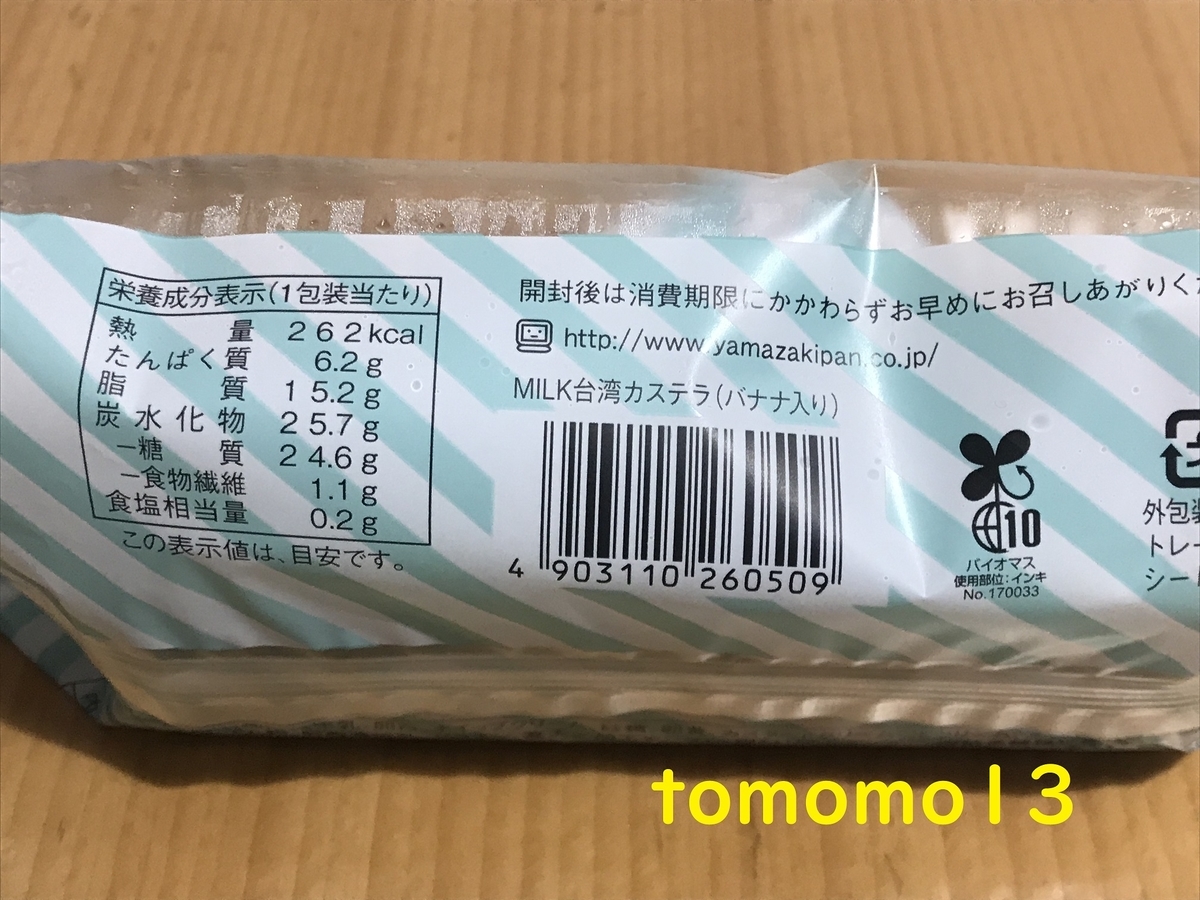 栄養成分表示(1包装当たり)
熱量 262kcal
たんぱく質 6.2g
脂質 15.2g
炭水化物 25.7g
－糖質 24.6g
－食物繊維 1.1g
食塩相当量 0.2g
この表示値は、目安です。
開封後は消費期限にかかわらずお早めにお召しあがりくだ
http://www.yamazakipan.co.jp/
MILK台湾カステラ(バナナ入り)
4 903110 260509
10
バイオマス
使用部位:インキ
No.170033
外包装
トレー
シート
tomomo13